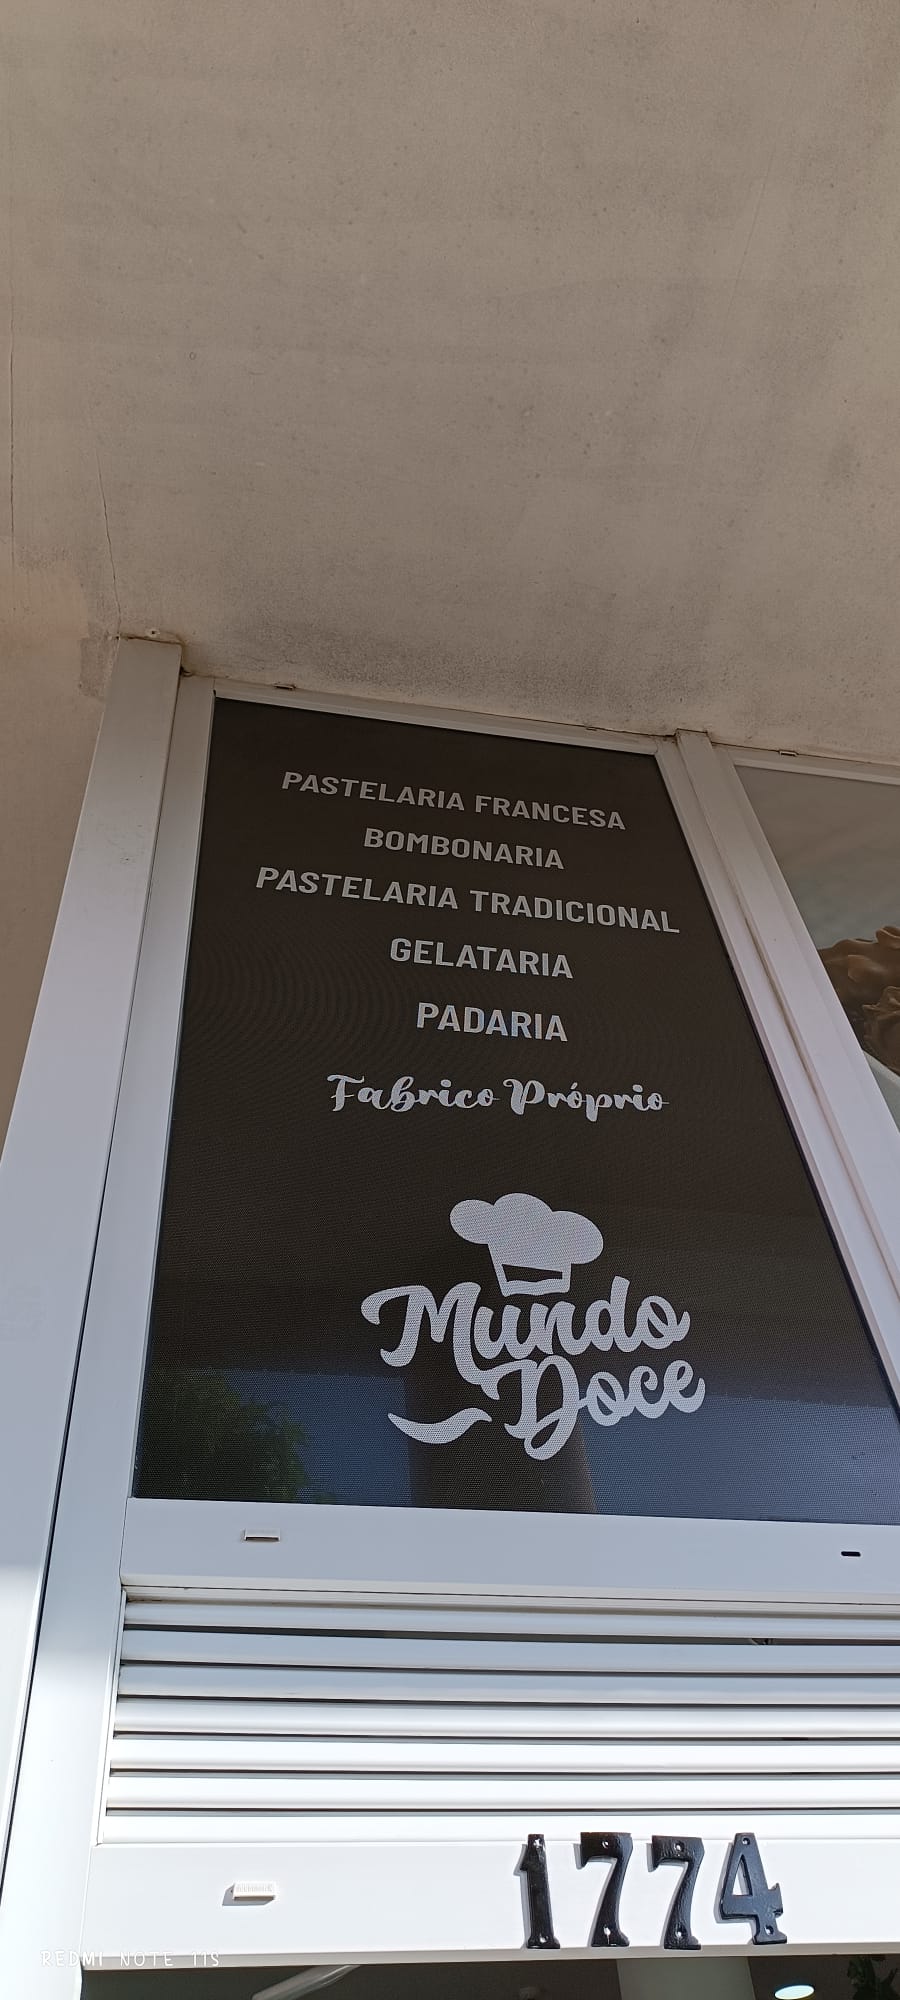 PASTELARIA FRANCESA
BOMBONARIA
PASTELARIA TRADICIONAL
GELATARIA
PADARIA
Fabrico Próprio
Mundo
Doce
1774
REDMI NOTE 11S